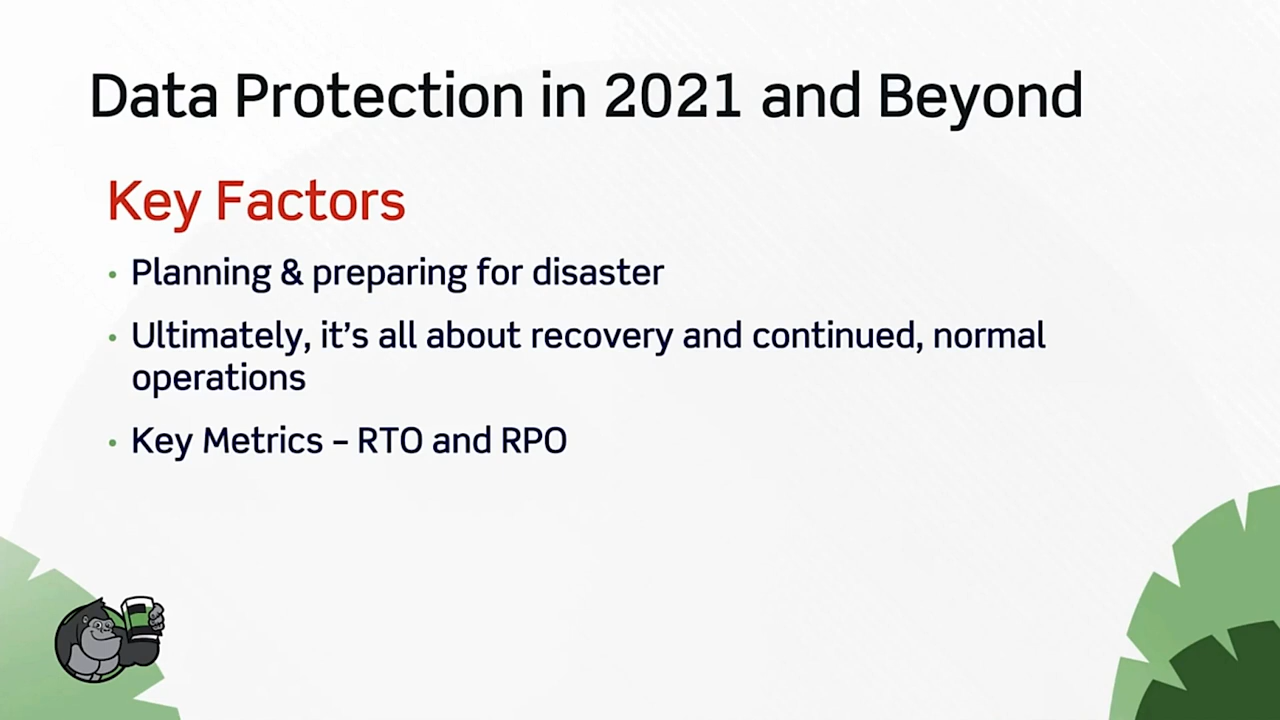 Data Protection in 2021 and Beyond
Key Factors
• Planning & preparing for disaster
• Ultimately, it’s all about recovery and continued, normal
operations
• Key Metrics – RTO and RPO